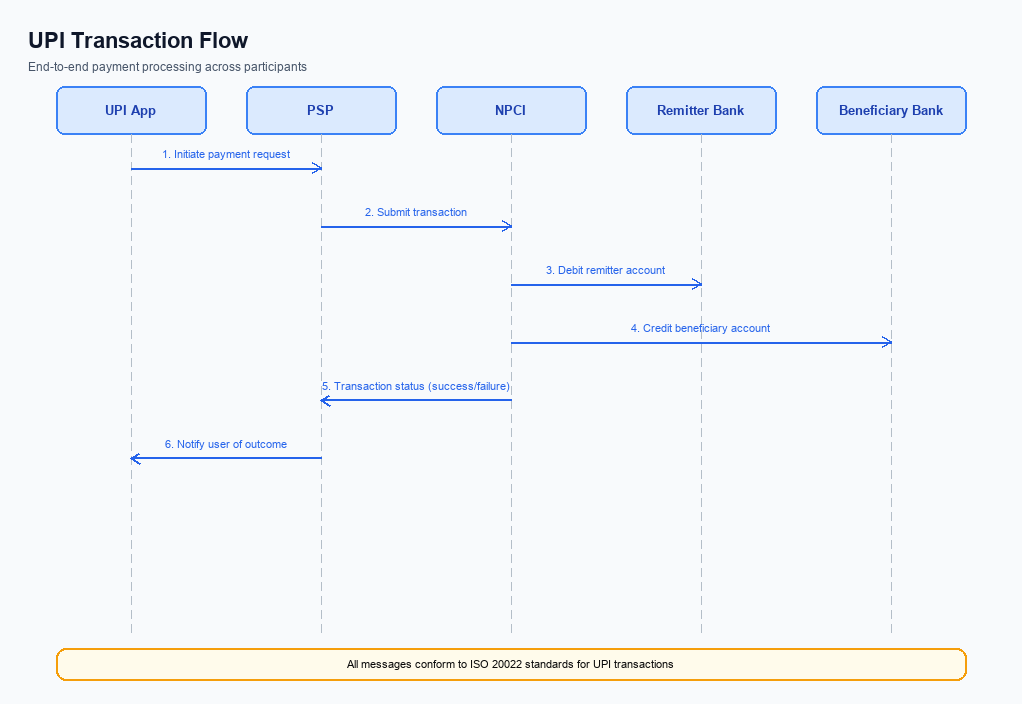 UPI Transaction Flow
End-to-end payment processing across participants
UPI App
PSP
NPCI
Remitter Bank
Beneficiary Bank
1. Initiate payment request
2. Submit transaction
3. Debit remitter account
4. Credit beneficiary account
5. Transaction status (success/failure)
6. Notify user of outcome
All messages conform to ISO 20022 standards for UPI transactions